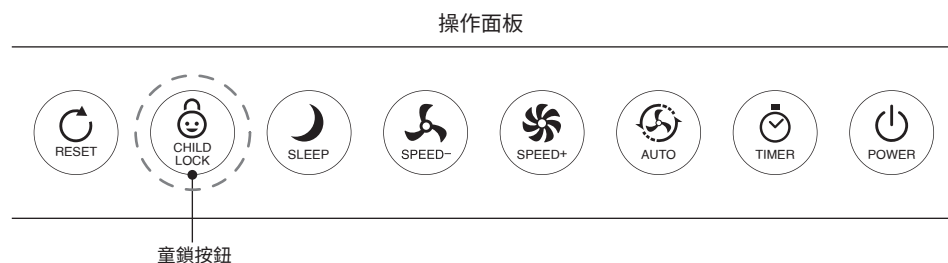 操作面板
RESET
CHILD
LOCK
SLEEP
SPEED−
SPEED+
AUTO
TIMER
POWER
童鎖按鈕